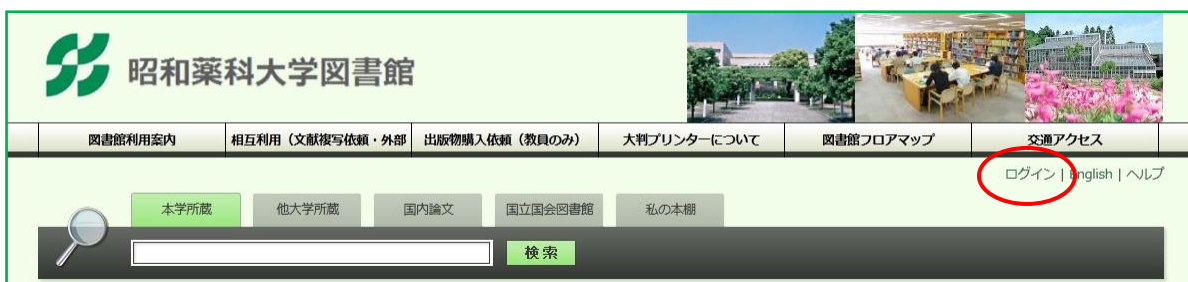 昭和薬科大学図書館
図書館利用案内
相互利用（文献複写依頼・外部
出版物購入依頼（教員のみ）
大判プリンターについて
図書館フロアマップ
交通アクセス
ログイン | English | ヘルプ
本学所蔵
他大学所蔵
国内論文
国立国会図書館
私の本棚
検索